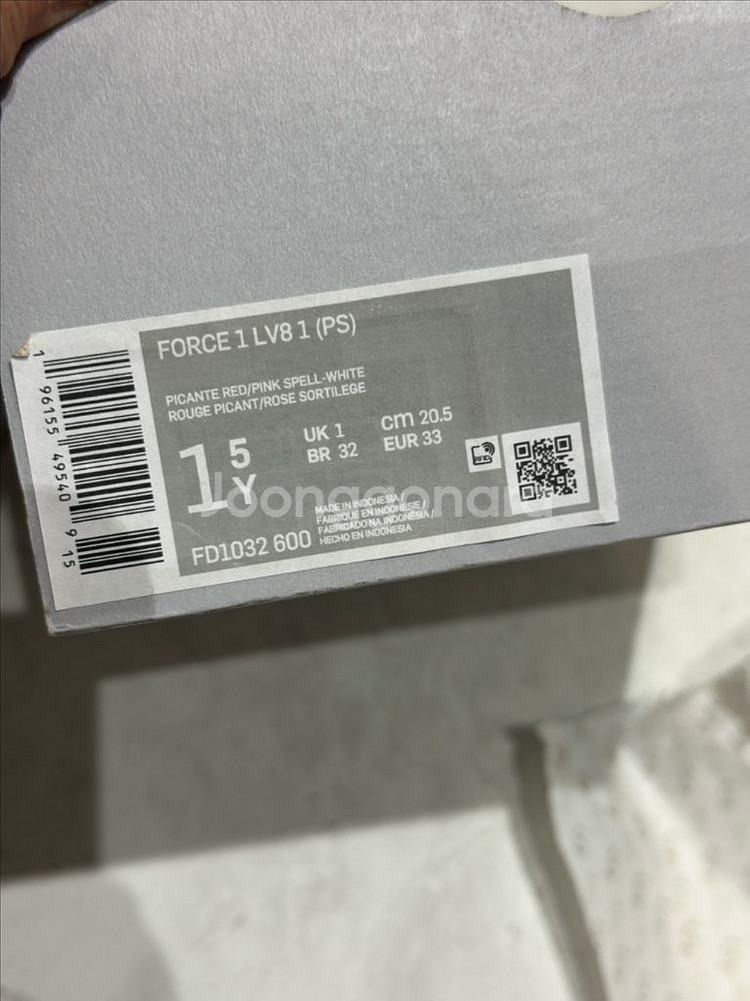 FORCE 1 LV8 1 (PS)
PICANTE RED/PINK SPELL-WHITE
ROUGE PICANT/ROSE SORTILEGE
1 5 Y
UK 1
BR 32
cm 20.5
EUR 33
RFID
MADE IN INDONESIA /
FABRIQUE EN INDONESIE /
FABRICADO NA INDONESIA /
HECHO EN INDONESIA
FD1032 600
1 96155 49540 9 15
Joonggonara